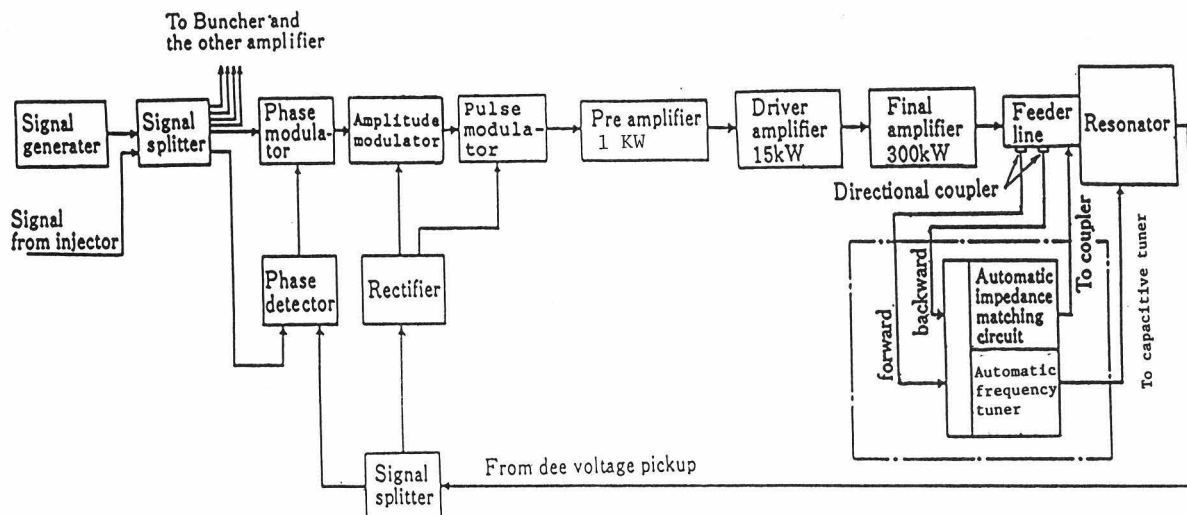 To Buncher and
the other amplifier
Signal
generater
Signal
splitter
Phase
modula-
tor
Amplitude
modulator
Pulse
modula-
tor
Pre amplifier
1 KW
Driver
amplifier
15kW
Final
amplifier
300kW
Feeder
line
Resonator
Directional coupler
Signal
from injector
Phase
detector
Rectifier
forward
backward
Automatic
impedance
matching
circuit
Automatic
frequency
tuner
To coupler
To capacitive tuner
From dee voltage pickup
Signal
splitter